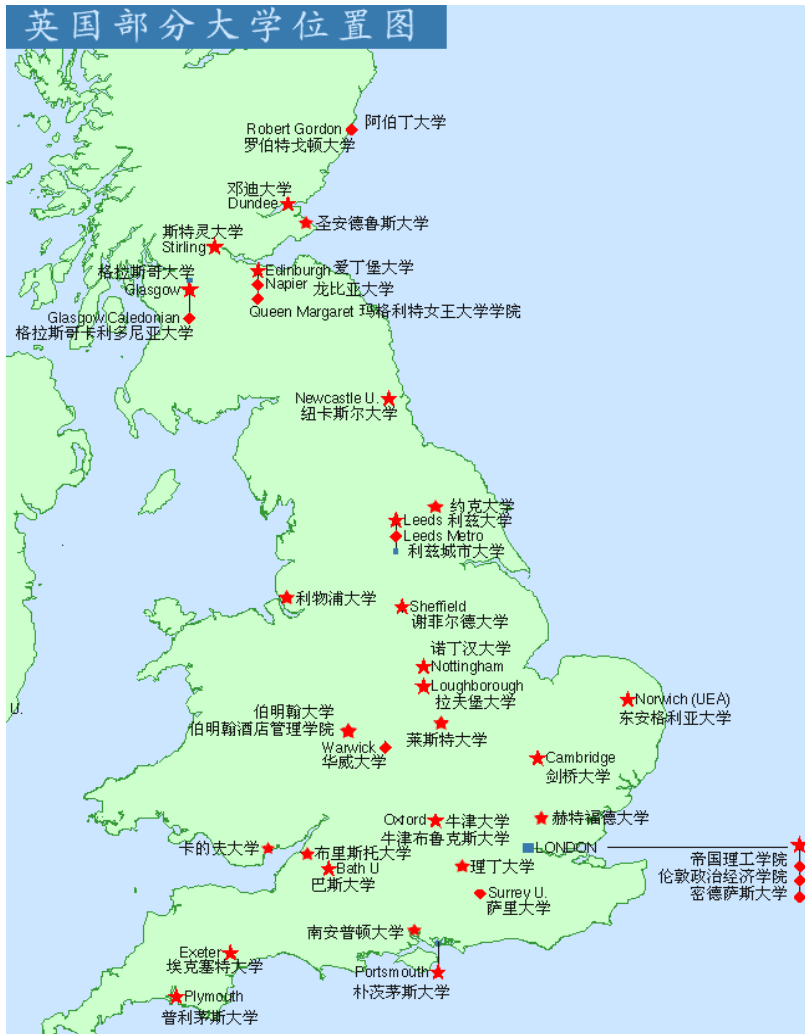 英国部分大学位置图
阿伯丁大学
Robert Gordon
罗伯特戈顿大学
邓迪大学
Dundee
圣安德鲁斯大学
斯特灵大学
Stirling
格拉斯哥大学
Glasgow
Edinburgh 爱丁堡大学
Napier
龙比亚大学
Queen Margaret 玛格利特女王大学学院
Glasgow Caledonian
格拉斯哥卡利多尼亚大学
Newcastle U.
纽卡斯尔大学
约克大学
Leeds 利兹大学
Leeds Metro
利兹城市大学
利物浦大学
Sheffield
谢菲尔德大学
诺丁汉大学
Nottingham
Loughborough
拉夫堡大学
Norwich (UEA)
东安格利亚大学
U.
伯明翰大学
伯明翰酒店管理学院
莱斯特大学
Warwick
华威大学
Cambridge
剑桥大学
Oxford 牛津大学
牛津布鲁克斯大学
赫特福德大学
卡的夫大学
布里斯托大学
LONDON
帝国理工学院
伦敦政治经济学院
密德萨斯大学
Bath U
巴斯大学
理丁大学
Surrey U.
萨里大学
南安普顿大学
Exeter
埃克塞特大学
Portsmouth
朴茨茅斯大学
Plymouth
普利茅斯大学